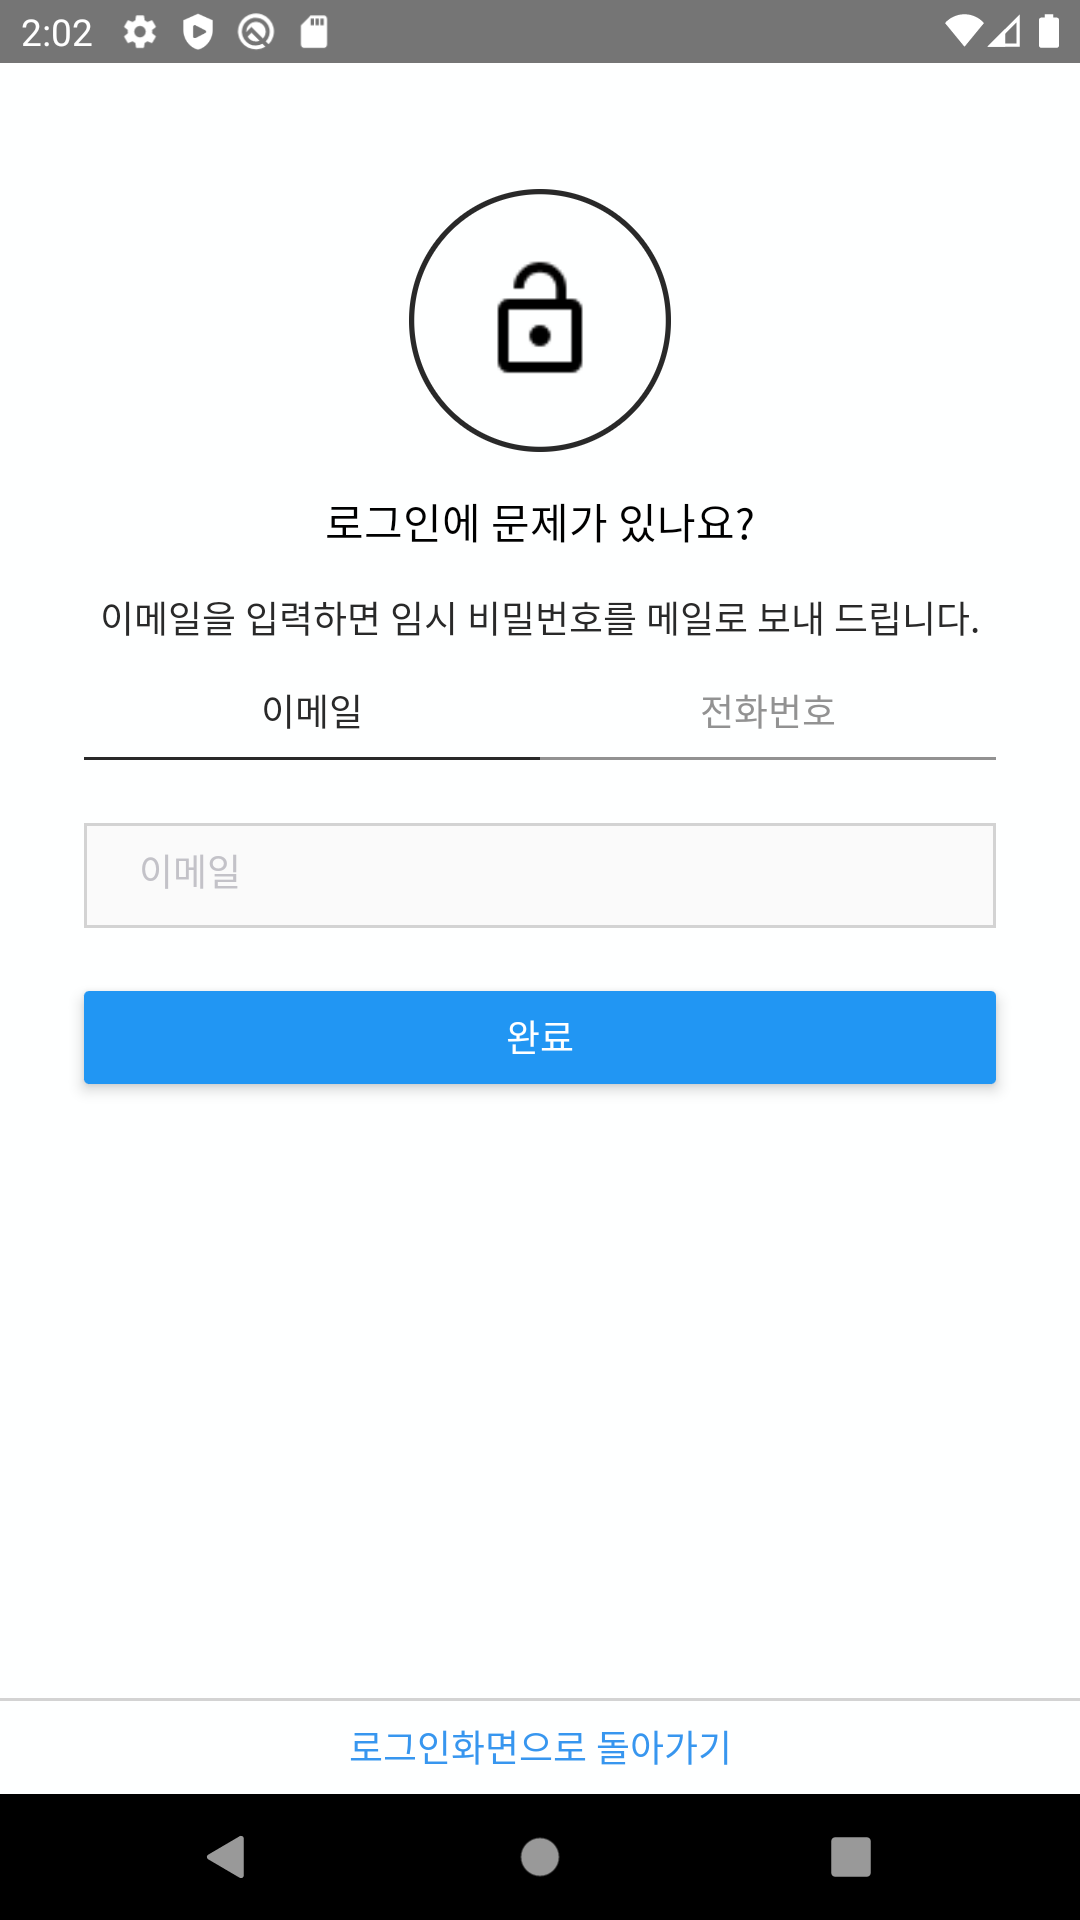 2:02
로그인에 문제가 있나요?
이메일을 입력하면 임시 비밀번호를 메일로 보내 드립니다.
이메일 전화번호
이메일
완료
로그인화면으로 돌아가기